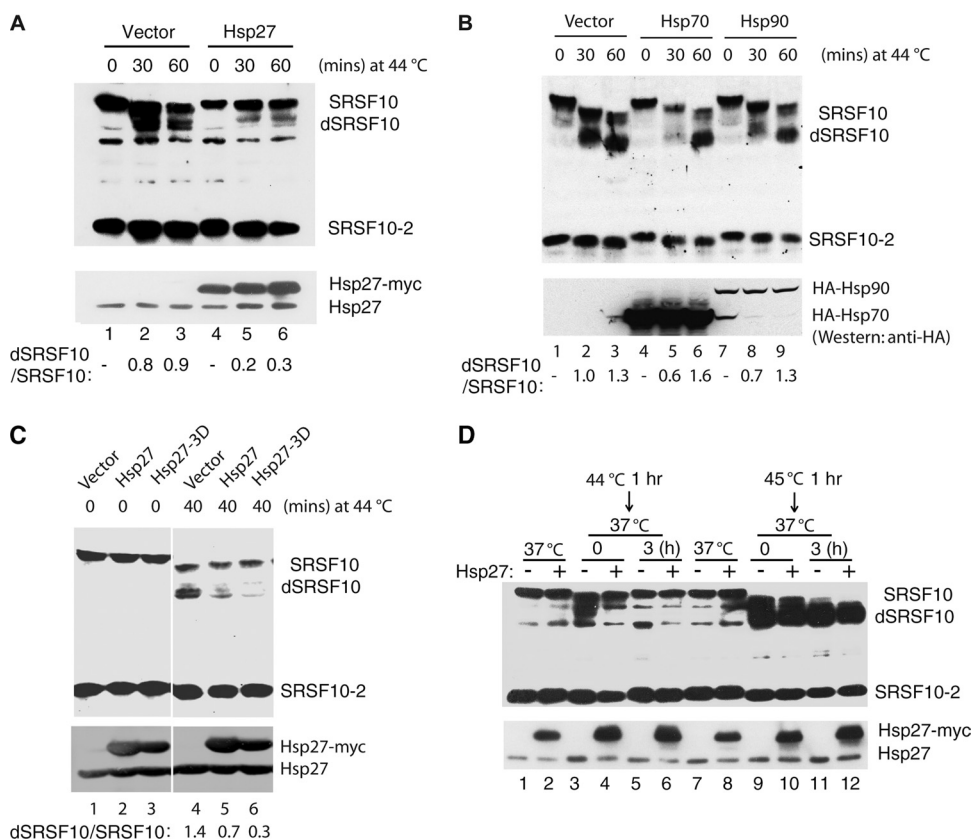 A
Vector Hsp27
0 30 60 0 30 60 (mins) at 44 °C
SRSF10
dSRSF10
SRSF10-2
Hsp27-myc
Hsp27
1 2 3 4 5 6
dSRSF10
/SRSF10: - 0.8 0.9 - 0.2 0.3
B
Vector Hsp70 Hsp90
0 30 60 0 30 60 0 30 60 (mins) at 44 °C
SRSF10
dSRSF10
SRSF10-2
HA-Hsp90
HA-Hsp70
(Western: anti-HA)
1 2 3 4 5 6 7 8 9
dSRSF10
/SRSF10: - 1.0 1.3 - 0.6 1.6 - 0.7 1.3
C
Vector Hsp27 Hsp27-3D Vector Hsp27 Hsp27-3D
0 0 0 40 40 40 (mins) at 44 °C
SRSF10
dSRSF10
SRSF10-2
Hsp27-myc
Hsp27
1 2 3 4 5 6
dSRSF10/SRSF10: 1.4 0.7 0.3
D
44 °C 1 hr 45 °C 1 hr
37 °C 37 °C
37 °C 0 3 (h) 37 °C 0 3 (h)
Hsp27: - + - + - + - + - + - +
SRSF10
dSRSF10
SRSF10-2
Hsp27-myc
Hsp27
1 2 3 4 5 6 7 8 9 10 11 12